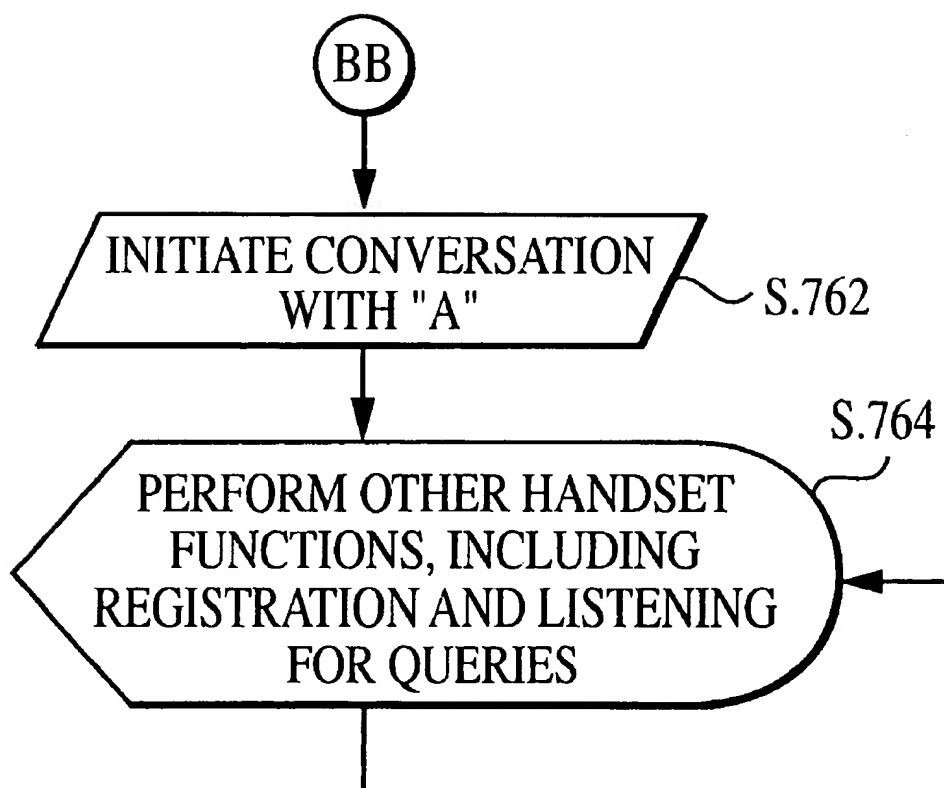 BB
INITIATE CONVERSATION
WITH "A"
S.762
S.764
PERFORM OTHER HANDSET
FUNCTIONS, INCLUDING
REGISTRATION AND LISTENING
FOR QUERIES